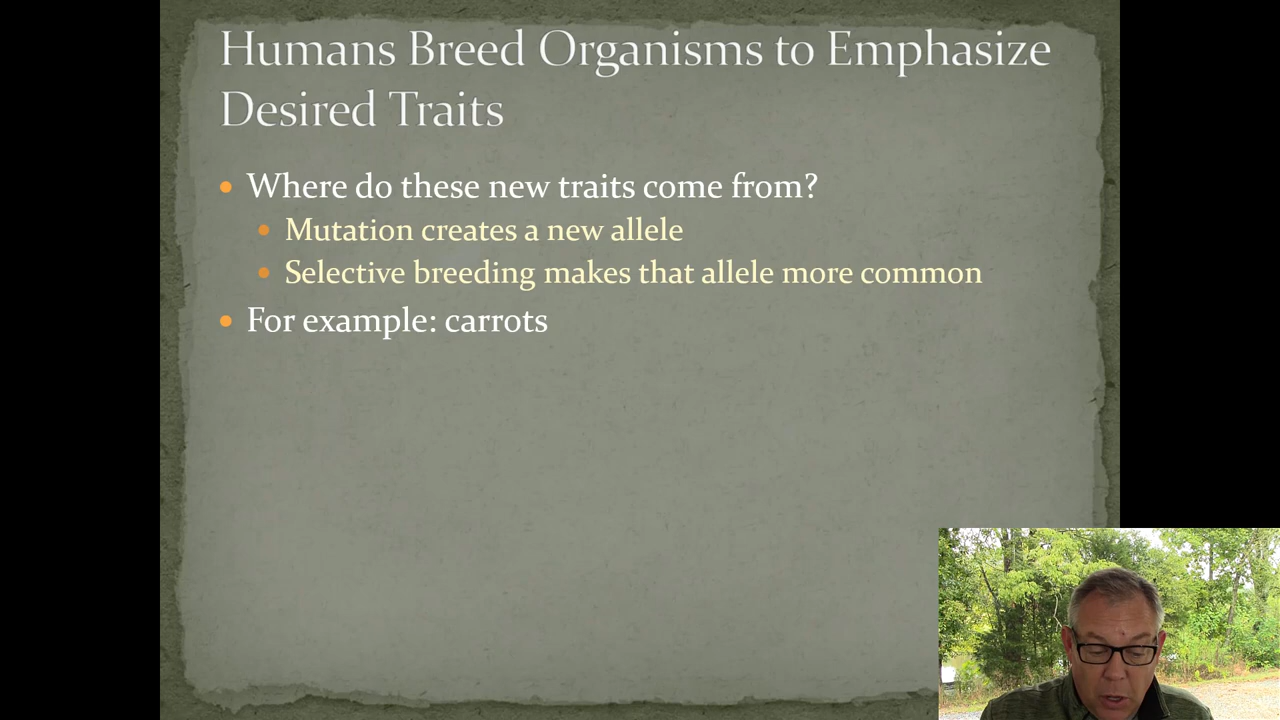 Humans Breed Organisms to Emphasize
Desired Traits
• Where do these new traits come from?
• Mutation creates a new allele
• Selective breeding makes that allele more common
• For example: carrots